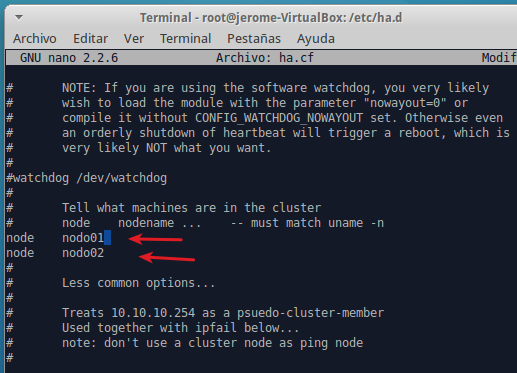 Terminal - root@jerome-VirtualBox: /etc/ha.d
Archivo Editar Ver Terminal Pestañas Ayuda
GNU nano 2.2.6 Archivo: ha.cf Modif
# NOTE: If you are using the software watchdog, you very likely
# wish to load the module with the parameter "nowayout=0" or
# compile it without CONFIG_WATCHDOG_NOWAYOUT set. Otherwise even
# an orderly shutdown of heartbeat will trigger a reboot, which is
# very likely NOT what you want.
#
#watchdog /dev/watchdog
#
# Tell what machines are in the cluster
# node nodename ... -- must match uname -n
node nodo01
node nodo02
#
# Less common options...
#
# Treats 10.10.10.254 as a psuedo-cluster-member
# Used together with ipfail below...
# note: don't use a cluster node as ping node
#